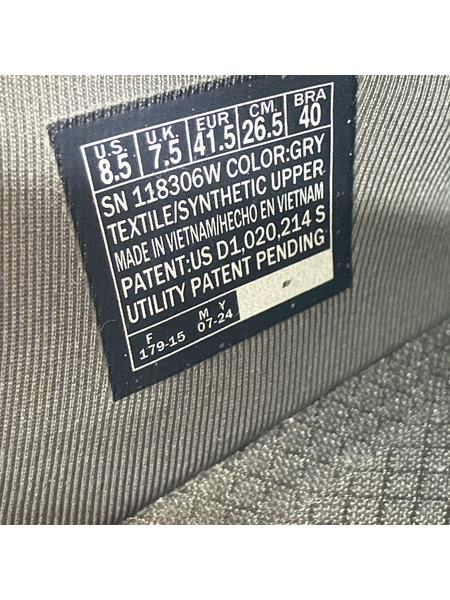 U.S. U.K. EUR CM. BRA
8.5 7.5 41.5 26.5 40
SN 118306W COLOR:GRY
TEXTILE/SYNTHETIC UPPER
MADE IN VIETNAM/HECHO EN VIETNAM
PATENT:US D1,020,214 S
UTILITY PATENT PENDING
F M Y
179-15 07-24